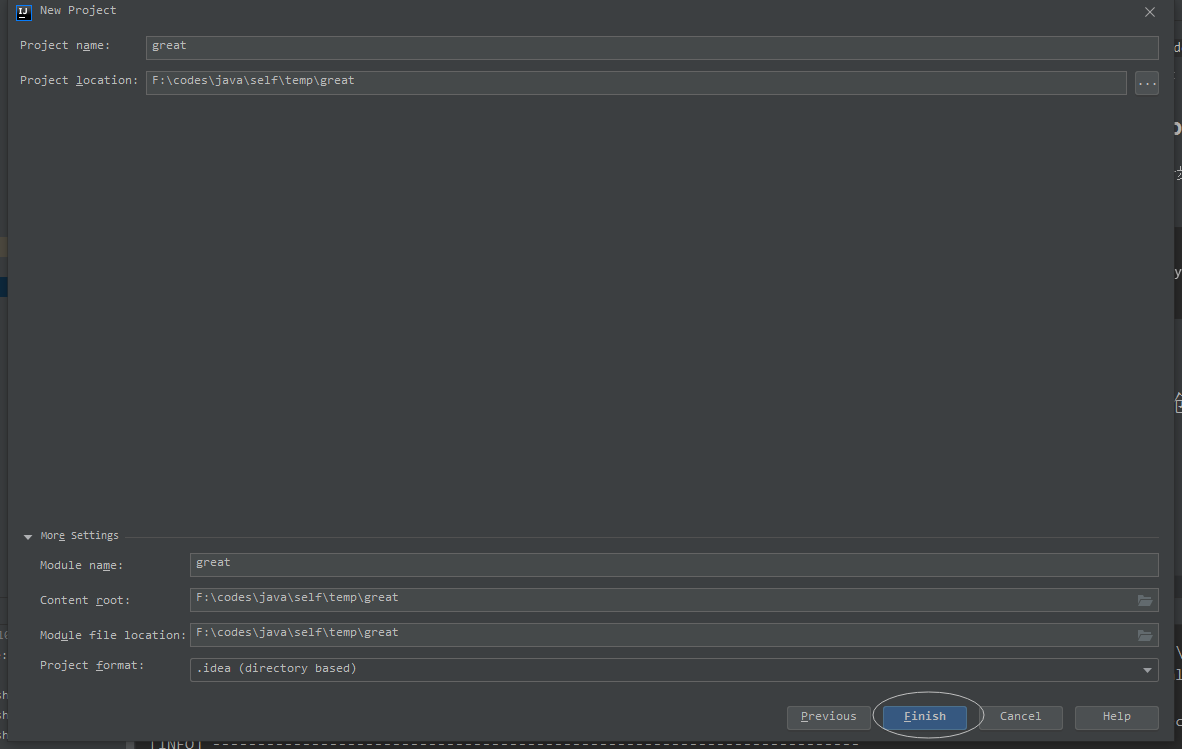 IJ New Project
Project name: great
Project location: F:\codes\java\self\temp\great ...
More Settings
Module name: great
Content root: F:\codes\java\self\temp\great
Module file location: F:\codes\java\self\temp\great
Project format: .idea (directory based)
Previous Finish Cancel Help
[INFO] ------------------------------------------------------------------------